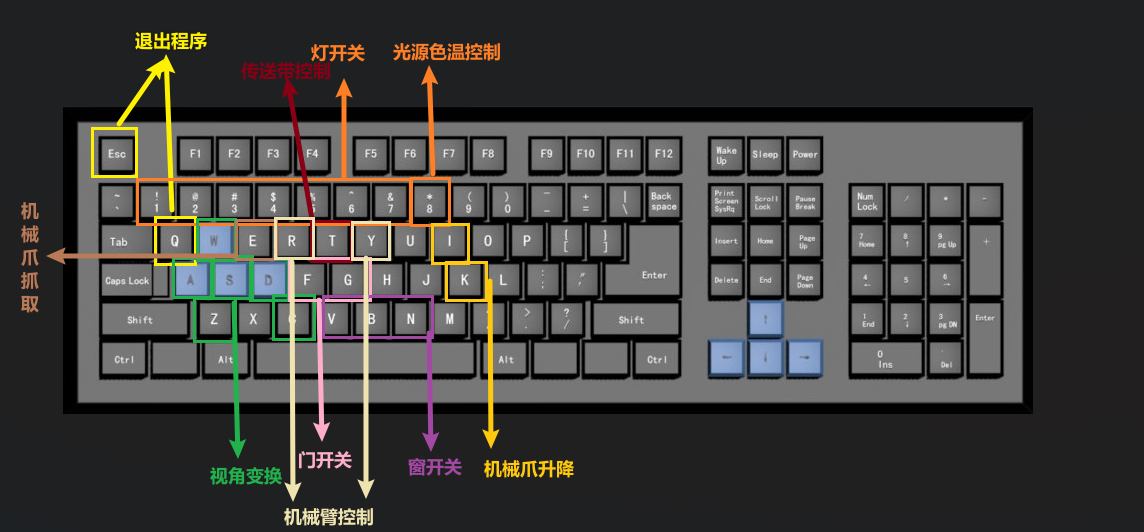 退出程序
灯开关
光源色温控制
传送带控制
Esc F1 F2 F3 F4 F5 F6 F7 F8 F9 F10 F11 F12 Wake Up Sleep Power
~ ` ! 1 @ 2 # 3 $ 4 % 5 ^ 6 & 7 * 8 ( 9 ) 0 — – + = | \ Back space Print Screen SysRq Scroll Lock Pause Break Num Lock / * -
机械爪抓取
Tab Q W E R T Y U I O P { [ } ] Insert Home Page Up 7 Home 8 ↑ 9 pg Up +
Caps Lock A S D F G H J K L : ; Enter Delete End Page Down 4 ← 5 6 →
Shift Z X C V B N M > . ? / Shift ↑ 1 End 2 ↓ 3 pg DN Enter
Ctrl Alt Alt Ctrl ← ↓ → 0 Ins . Del
视角变换
门开关
窗开关
机械爪升降
机械臂控制